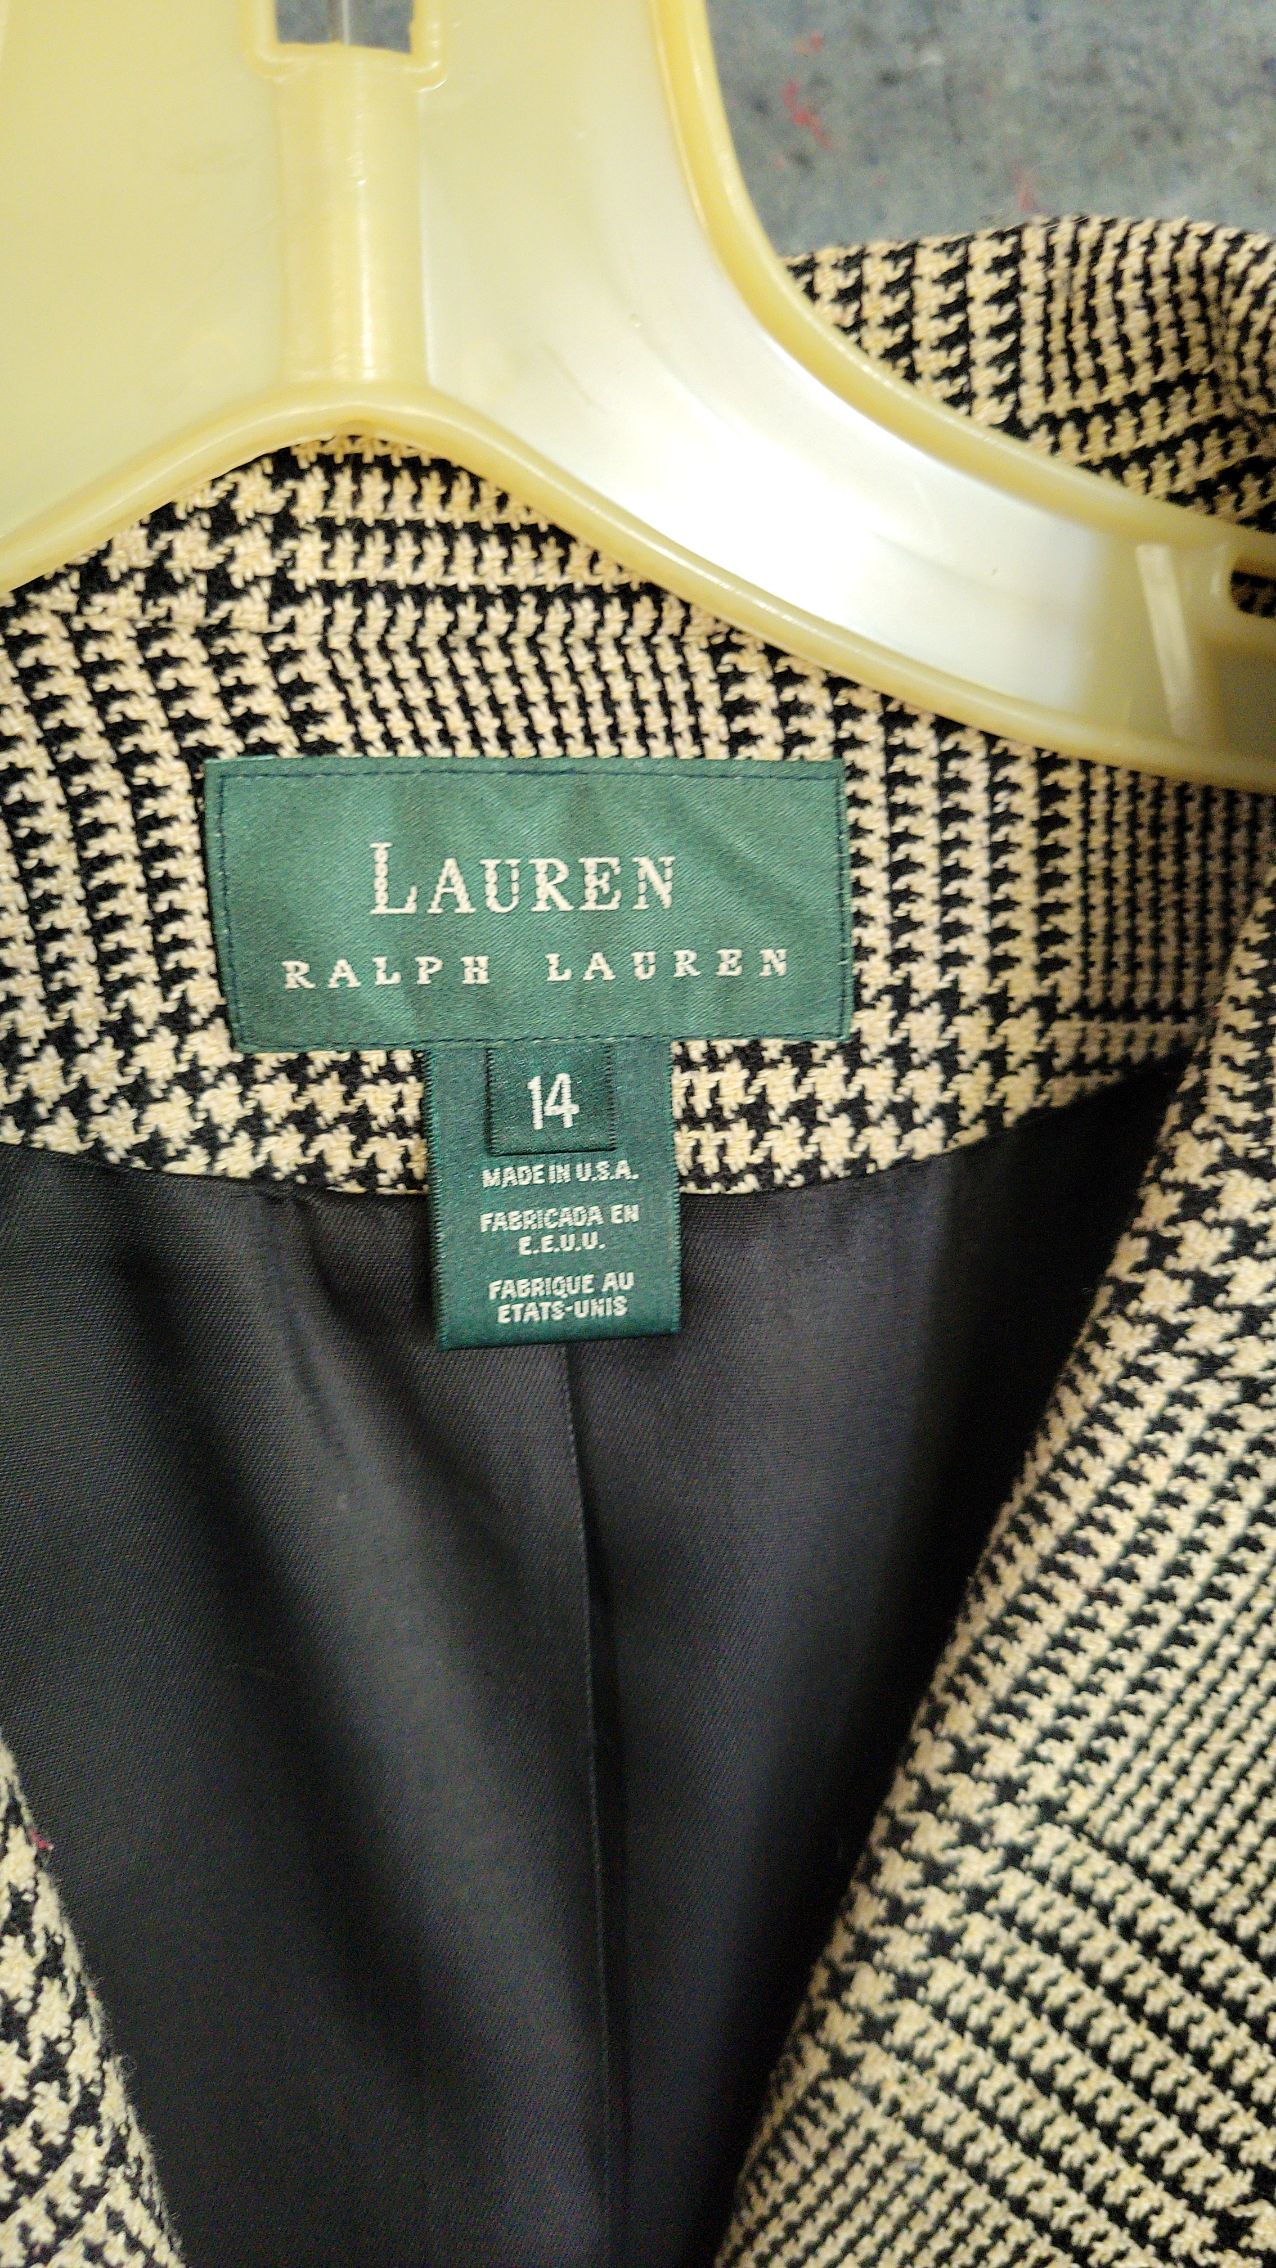 LAUREN
RALPH LAUREN
14
MADE IN U.S.A.
FABRICADA EN
E.E.U.U.
FABRIQUE AU
ETATS-UNIS